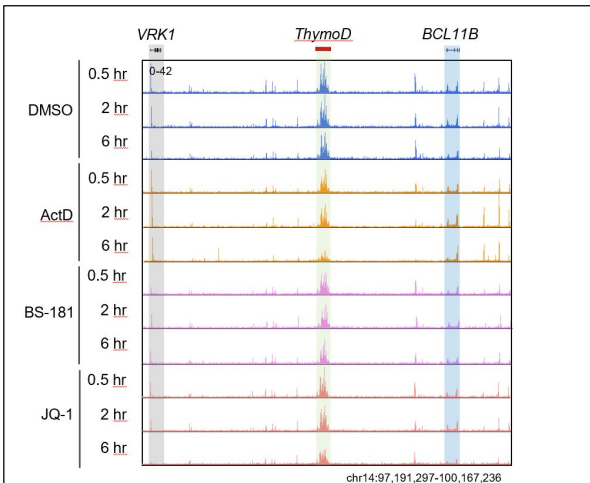 VRK1 ThymoD BCL11B
0-42
DMSO
0.5 hr
2 hr
6 hr
ActD
0.5 hr
2 hr
6 hr
BS-181
0.5 hr
2 hr
6 hr
JQ-1
0.5 hr
2 hr
6 hr
chr14:97,191,297-100,167,236